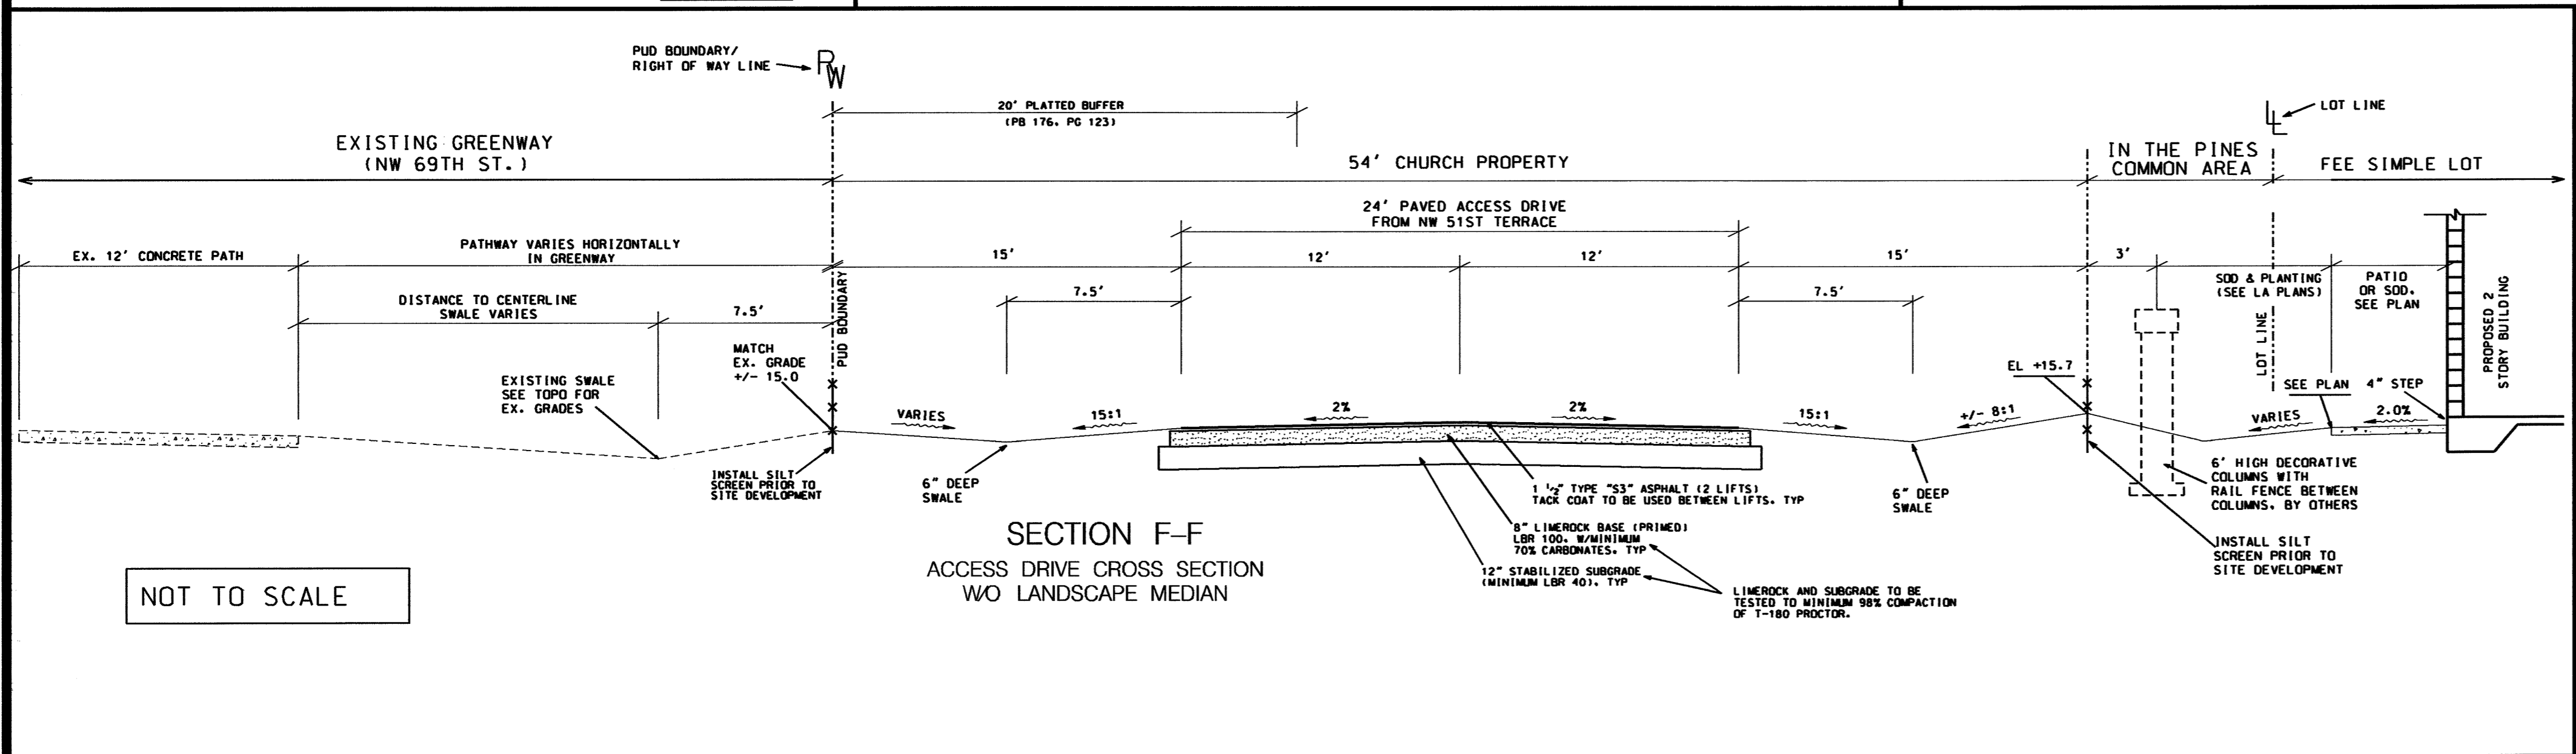 PUD BOUNDARY/
RIGHT OF WAY LINE
RW
20' PLATTED BUFFER
(PB 176, PG 123)
LL
LOT LINE
EXISTING GREENWAY
(NW 69TH ST.)
54' CHURCH PROPERTY
IN THE PINES
COMMON AREA
FEE SIMPLE LOT
24' PAVED ACCESS DRIVE
FROM NW 51ST TERRACE
EX. 12' CONCRETE PATH
PATHWAY VARIES HORIZONTALLY
IN GREENWAY
15'
12'
12'
15'
3'
SOD & PLANTING
(SEE LA PLANS)
PATIO
OR SOD.
SEE PLAN
DISTANCE TO CENTERLINE
SWALE VARIES
7.5'
PUD BOUNDARY
7.5'
7.5'
LOT LINE
PROPOSED 2
STORY BUILDING
MATCH
EX. GRADE
+/- 15.0
EXISTING SWALE
SEE TOPO FOR
EX. GRADES
VARIES
15:1
2%
2%
15:1
+/- 8:1
EL +15.7
SEE PLAN
4" STEP
VARIES
2.0%
INSTALL SILT
SCREEN PRIOR TO
SITE DEVELOPMENT
6" DEEP
SWALE
1 1/2" TYPE "S3" ASPHALT (2 LIFTS)
TACK COAT TO BE USED BETWEEN LIFTS. TYP
6" DEEP
SWALE
6' HIGH DECORATIVE
COLUMNS WITH
RAIL FENCE BETWEEN
COLUMNS. BY OTHERS
8" LIMEROCK BASE (PRIMED)
LBR 100. W/MINIMUM
70% CARBONATES. TYP
12" STABILIZED SUBGRADE
(MINIMUM LBR 40). TYP
LIMEROCK AND SUBGRADE TO BE
TESTED TO MINIMUM 98% COMPACTION
OF T-180 PROCTOR.
INSTALL SILT
SCREEN PRIOR TO
SITE DEVELOPMENT
SECTION F-F
ACCESS DRIVE CROSS SECTION
W/O LANDSCAPE MEDIAN
NOT TO SCALE